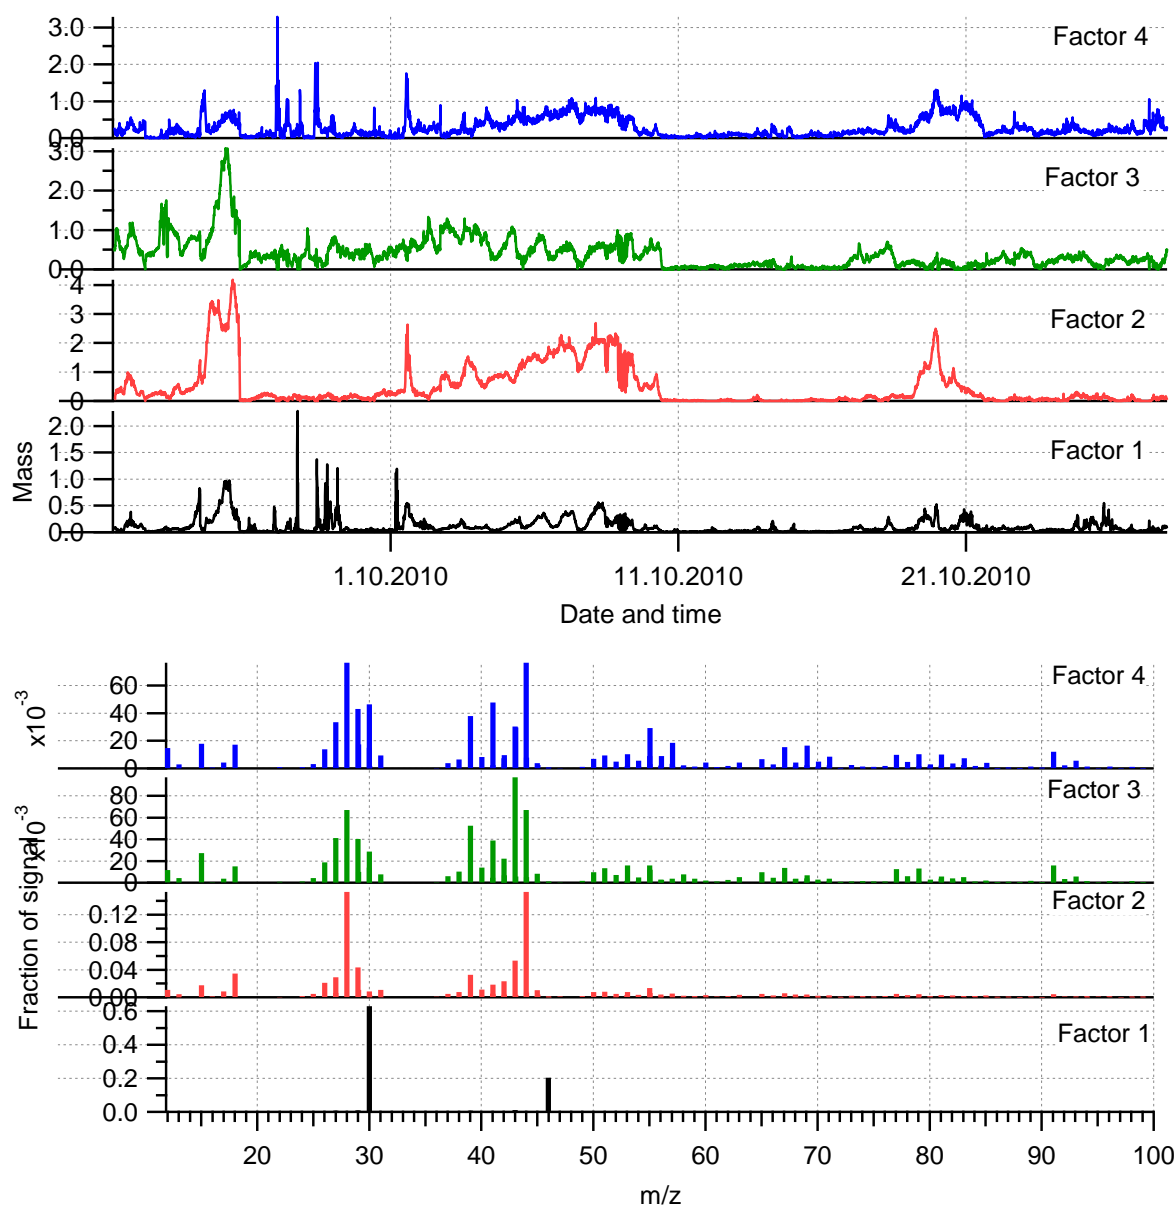 3.0
2.0
1.0
0.0
Factor 4
3.0
2.0
1.0
0.0
Factor 3
4
3
2
1
0
Factor 2
2.0
1.5
1.0
0.5
0.0
Factor 1
Mass
1.10.2010 11.10.2010 21.10.2010
Date and time
60
40
20
0
x10-3
Factor 4
80
60
40
20
0
x10-3
Factor 3
0.12
0.08
0.04
0.00
Factor 2
0.6
0.4
0.2
0.0
Factor 1
Fraction of signal
20 30 40 50 60 70 80 90 100
m/z